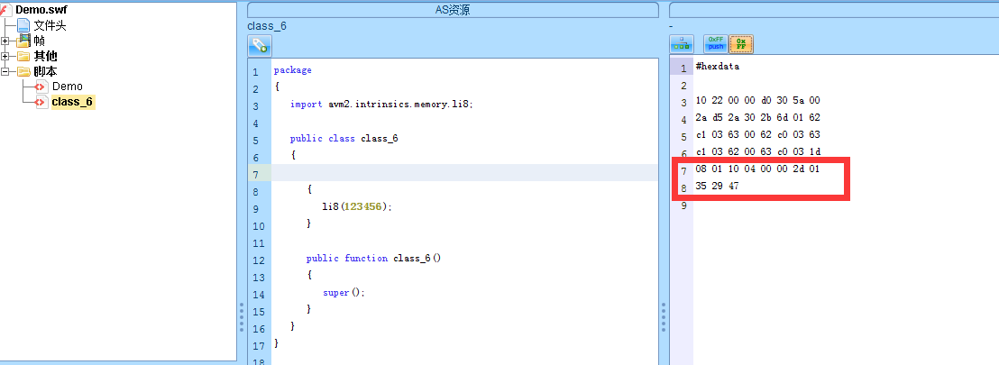 Demo.swf
文件头
帧
其他
脚本
Demo
class_6
AS资源
class_6
1 package
2 {
3 import avm2.intrinsics.memory.li8;
4
5 public class class_6
6 {
7
8 {
9 li8(123456);
10 }
11
12 public function class_6()
13 {
14 super();
15 }
16 }
17 }
18
-
0xFF push
0x FF
1 #hexdata
2
3 10 22 00 00 d0 30 5a 00
4 2a d5 2a 30 2b 6d 01 62
5 c1 03 63 00 62 c0 03 63
6 c1 03 62 00 63 c0 03 1d
7 08 01 10 04 00 00 2d 01
8 35 29 47
9